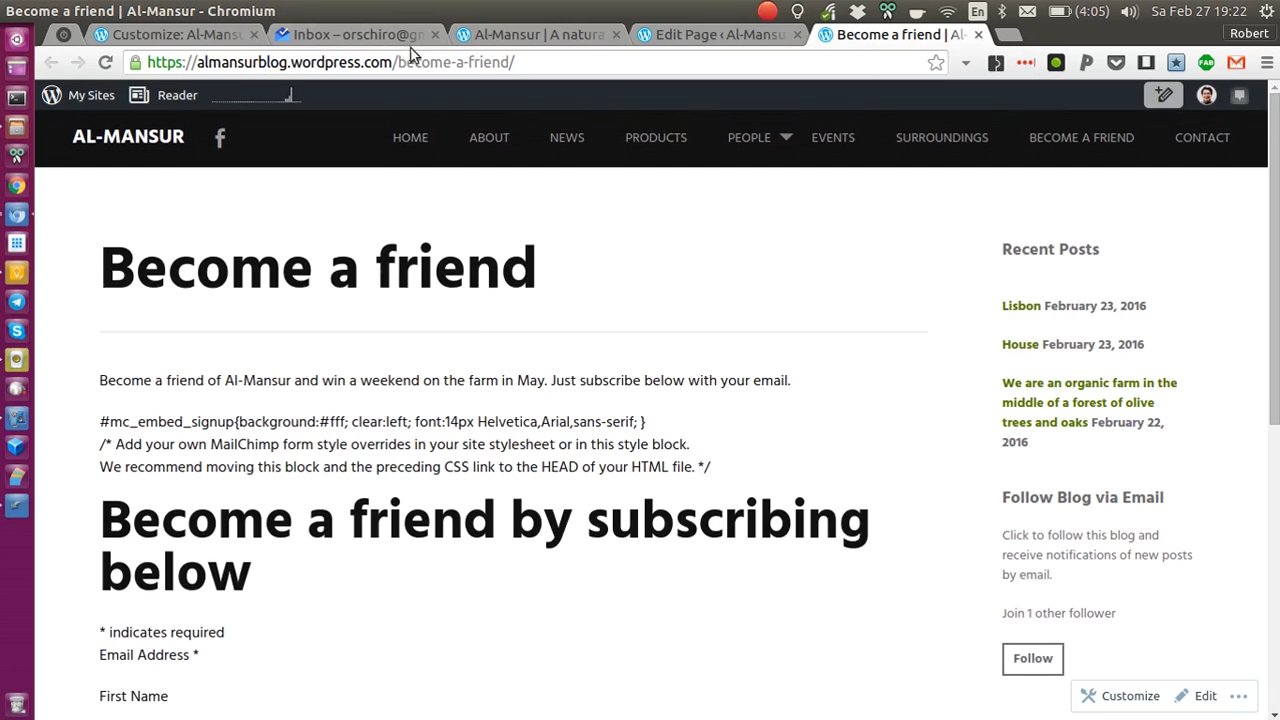 Become a friend | Al-Mansur - Chromium
En
(4:05)
Sa Feb 27 19:22
Customize: Al-Mansu
Inbox – orschiro@gm
Al-Mansur | A natura
Edit Page ‹ Al-Mansu
Become a friend | Al-
Robert
https://almansurblog.wordpress.com/become-a-friend/
My Sites
Reader
AL-MANSUR
HOME
ABOUT
NEWS
PRODUCTS
PEOPLE
EVENTS
SURROUNDINGS
BECOME A FRIEND
CONTACT
Become a friend
Become a friend of Al-Mansur and win a weekend on the farm in May. Just subscribe below with your email.
#mc_embed_signup{background:#fff; clear:left; font:14px Helvetica,Arial,sans-serif; }
/* Add your own MailChimp form style overrides in your site stylesheet or in this style block.
We recommend moving this block and the preceding CSS link to the HEAD of your HTML file. */
Become a friend by subscribing
below
* indicates required
Email Address *
First Name
Recent Posts
Lisbon February 23, 2016
House February 23, 2016
We are an organic farm in the
middle of a forest of olive
trees and oaks February 22,
2016
Follow Blog via Email
Click to follow this blog and
receive notifications of new posts
by email.
Join 1 other follower
Follow
Customize
Edit